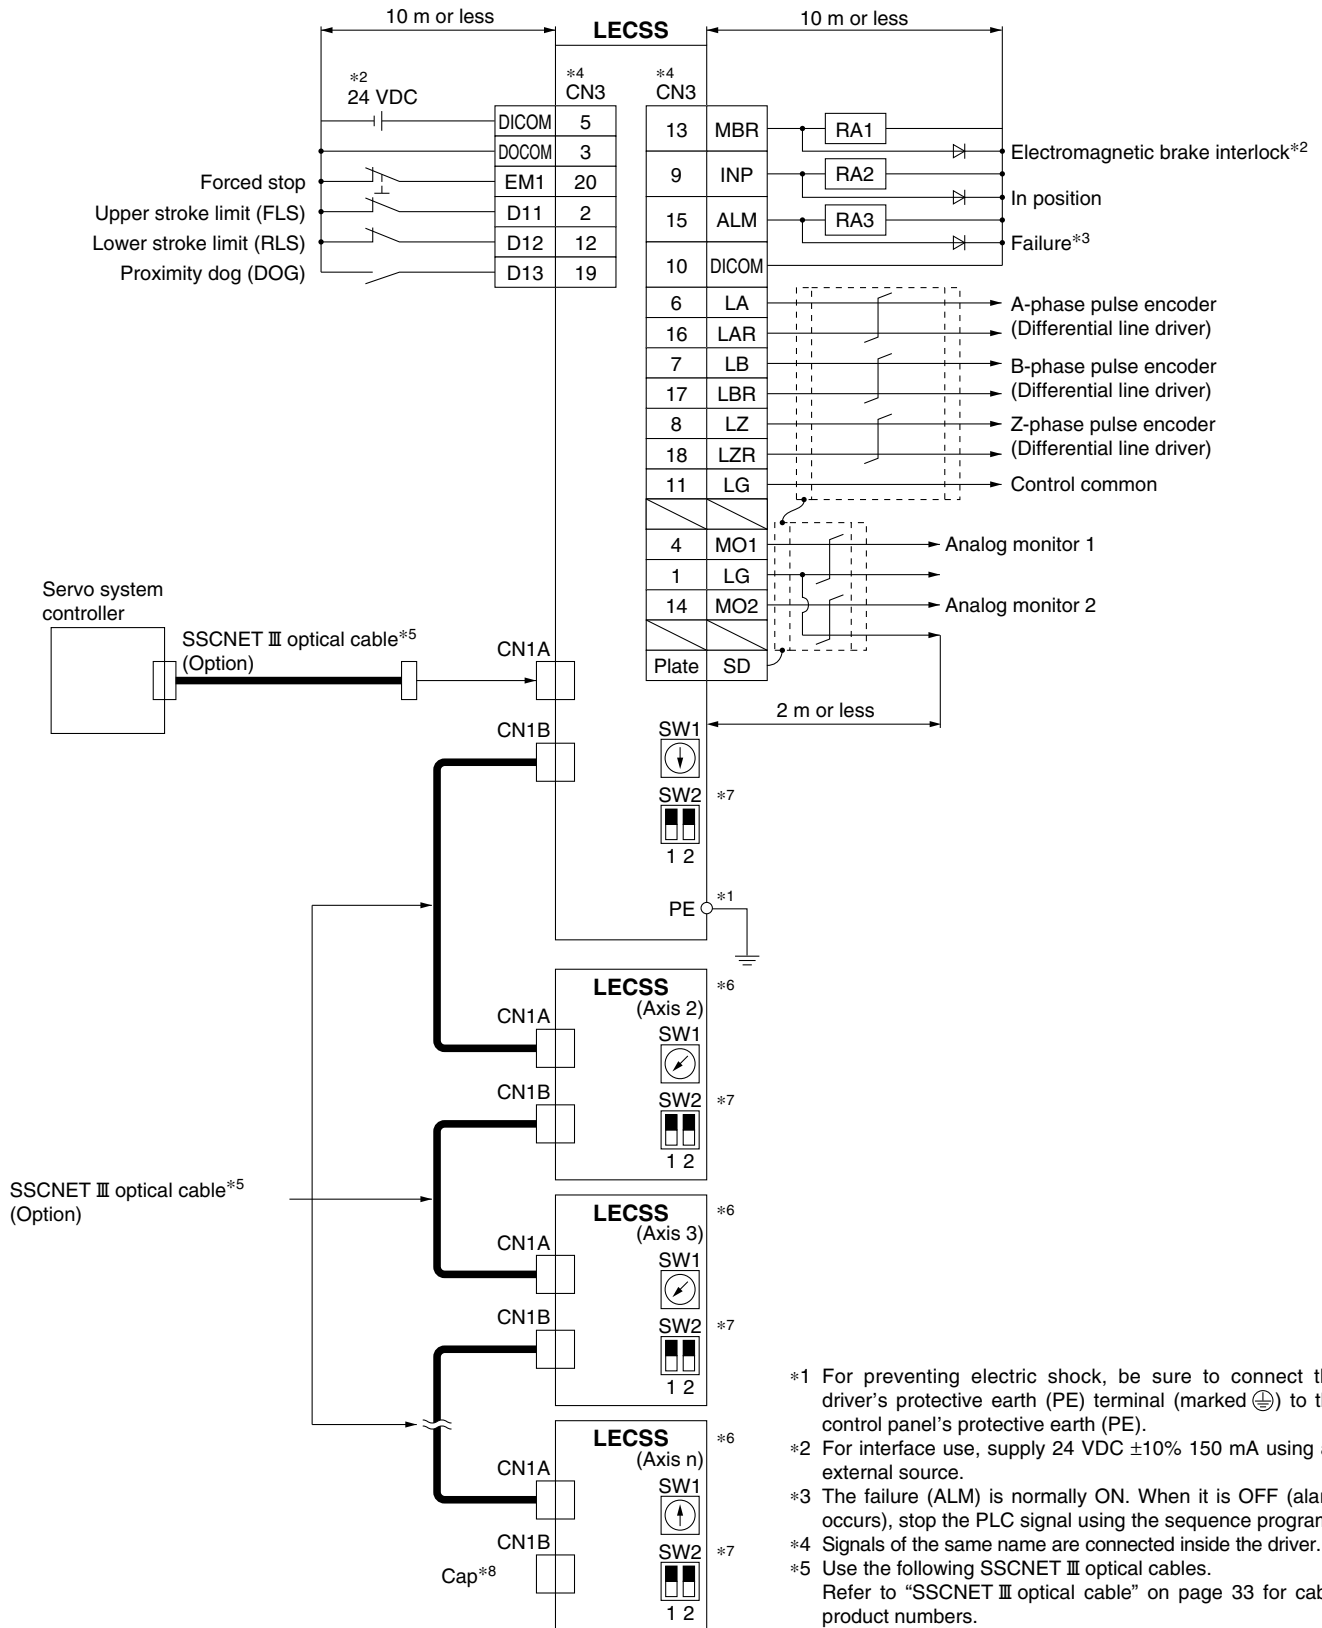 10 m or less
LECSS
10 m or less
*2
24 VDC
*4
CN3
*4
CN3
DICOM 5
DOCOM 3
Forced stop EM1 20
Upper stroke limit (FLS) D11 2
Lower stroke limit (RLS) D12 12
Proximity dog (DOG) D13 19
13 MBR RA1
Electromagnetic brake interlock*2
9 INP RA2
In position
15 ALM RA3
Failure*3
10 DICOM
6 LA A-phase pulse encoder
16 LAR (Differential line driver)
7 LB B-phase pulse encoder
17 LBR (Differential line driver)
8 LZ Z-phase pulse encoder
18 LZR (Differential line driver)
11 LG Control common
4 MO1 Analog monitor 1
1 LG
14 MO2 Analog monitor 2
Plate SD
2 m or less
Servo system
controller
SSCNET Ⅲ optical cable*5
(Option)
CN1A
CN1B
SW1
SW2 *7
1 2
PE *1
LECSS *6
(Axis 2)
CN1A
SW1
CN1B
SW2 *7
1 2
SSCNET Ⅲ optical cable*5
(Option)
LECSS *6
(Axis 3)
CN1A
SW1
CN1B
SW2 *7
1 2
LECSS *6
(Axis n)
CN1A
SW1
CN1B
Cap*8
SW2 *7
1 2
*1 For preventing electric shock, be sure to connect
driver's protective earth (PE) terminal (marked ⏚) to
control panel's protective earth (PE).
*2 For interface use, supply 24 VDC ±10% 150 mA using
external source.
*3 The failure (ALM) is normally ON. When it is OFF
occurs), stop the PLC signal using the sequence
*4 Signals of the same name are connected inside the driver.
*5 Use the following SSCNET Ⅲ optical cables.
Refer to “SSCNET Ⅲ optical cable” on page 33 for
product numbers.